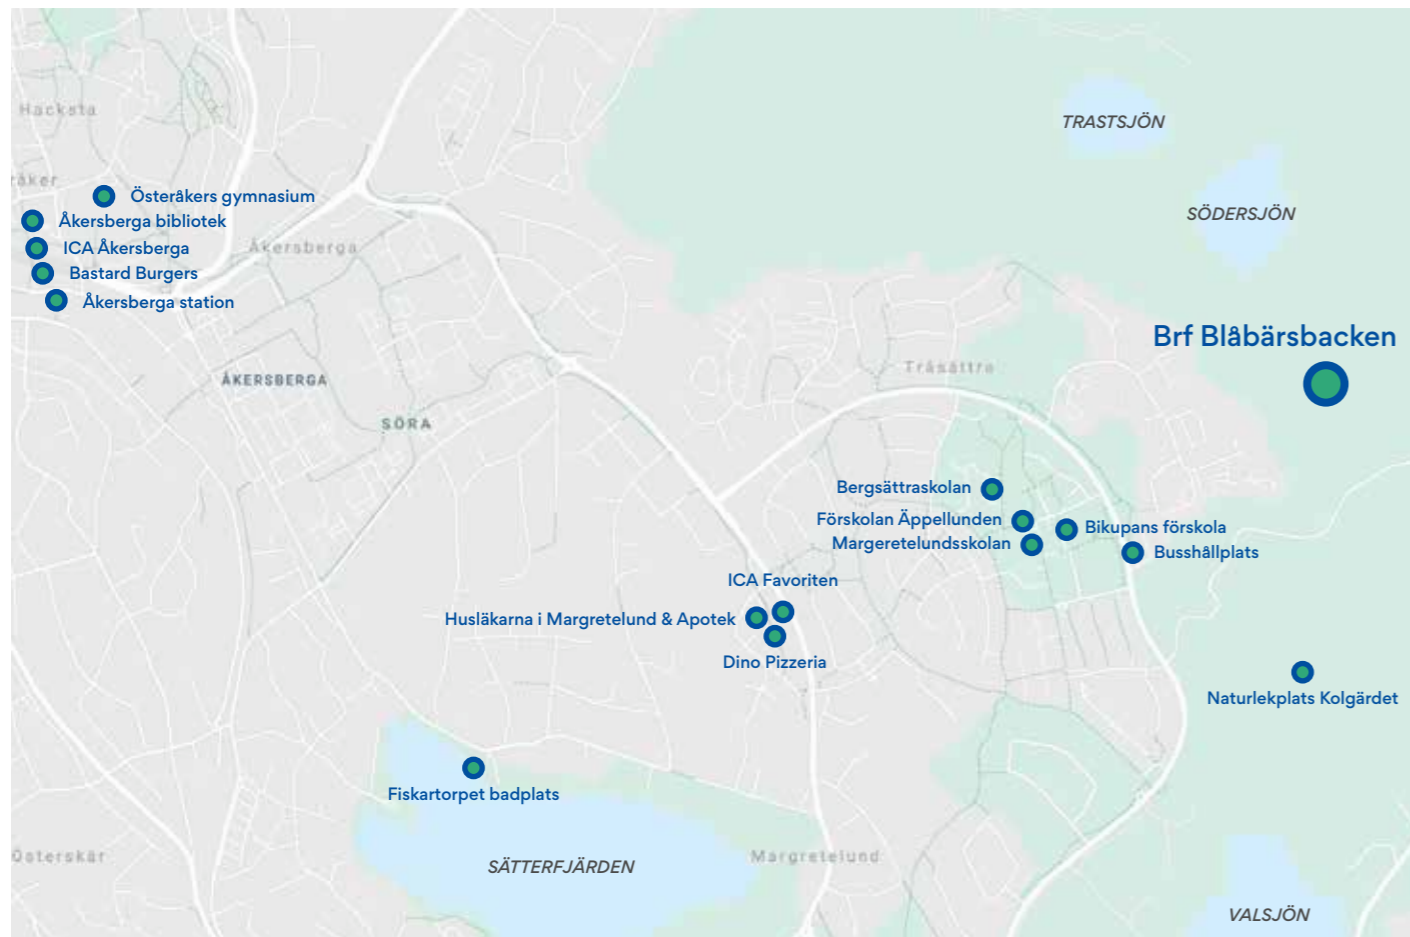 Hacksta
TRASTSJÖN
råker
Österåkers gymnasium
Åkersberga bibliotek
SÖDERSJÖN
ICA Åkersberga
Åkersberga
Bastard Burgers
Åkersberga station
Brf Blåbärsbacken
Tråsättra
ÅKERSBERGA
SÖRA
Bergsättraskolan
Förskolan Äppellunden
Bikupans förskola
Margeretelundsskolan
Busshållplats
ICA Favoriten
Husläkarna i Margretelund & Apotek
Dino Pizzeria
Naturlekplats Kolgärdet
Fiskartorpet badplats
Österskär
SÄTTERFJÄRDEN
Margretelund
VALSJÖN